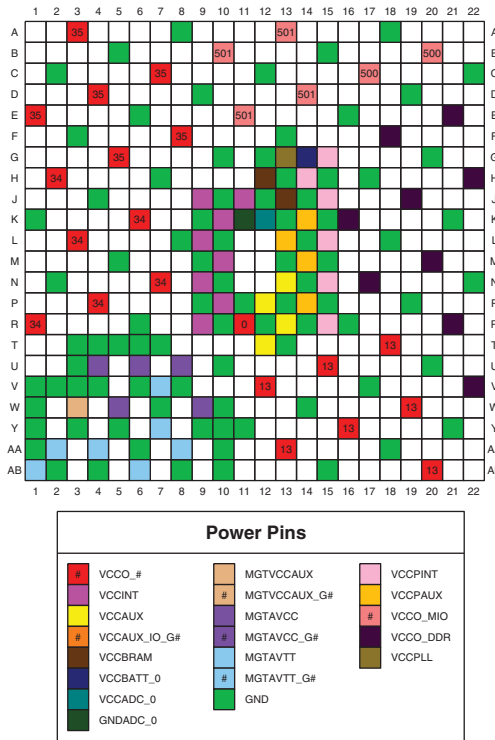 1 2 3 4 5 6 7 8 9 10 11 12 13 14 15 16 17 18 19 20 21 22
A 35 501
B 501 500
C 35 500
D 35 501
E 35 501
F 35
G 35
H 34
J
K 34
L 34
M
N 34
P 34
R 34 0
T 13
U 13
V 13
W 13
Y 13
AA 13
AB 13
1 2 3 4 5 6 7 8 9 10 11 12 13 14 15 16 17 18 19 20 21 22
Power Pins
# VCCO_#
VCCINT
VCCAUX
# VCCAUX_IO_G#
VCCBRAM
VCCBATT_0
VCCADC_0
GNDADC_0
MGTVCCAUX
# MGTVCCAUX_G#
MGTAVCC
# MGTAVCC_G#
MGTAVTT
# MGTAVTT_G#
GND
VCCPINT
VCCPAUX
# VCCO_MIO
VCCO_DDR
VCCPLL